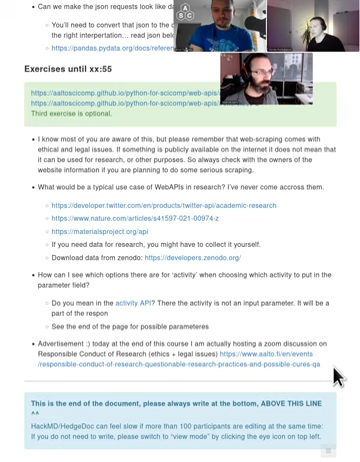 Can we make the json requests look like da
You'll need to convert that json to the d
the right interpertation... read json belo
https://pandas.pydata.org/docs/referen
Exercises until xx:55
https://aaltoscicomp.github.io/python-for-scicomp/web-apis/
https://aaltoscicomp.github.io/python-for-scicomp/web-apis/
Third exercise is optional.
I know most of you are aware of this, but please remember that web-scraping comes with
ethical and legal issues. If something is publicly available on the internet it does not mean that
it can be used for research, or other purposes. So always check with the owners of the
website if you are planning to do some serious scraping.
What would be a typical use case of WebAPIs in research? I've never come accross them.
https://developer.twitter.com/en/products/twitter-api/academic-research
https://www.nature.com/articles/s41597-021-00974-z
https://materialsproject.org/api
If you need data for research, you might have to collect it yourself.
Download data from zenodo: https://developers.zenodo.org/
How can I see which options there are for 'activity' when choosing which activity to put in the
parameter field?
Do you mean in the activity API? There the activity is not an input parameter. It will be a
part of the respon
See the end of the page for possible parameteres
Advertisement :) today at the end of this course I am actually hosting a zoom discussion on
Responsible Conduct of Research (ethics + legal issues) https://www.aalto.fi/en/events
/responsible-conduct-of-research-questionable-research-practices-and-possible-cures-qa
This is the end of the document, please always write at the bottom, ABOVE THIS LINE
^^
HackMD/HedgeDoc can feel slow if more than 100 participants are editing at the same time:
If you do not need to write, please switch to "view mode" by clicking the eye icon on top left.